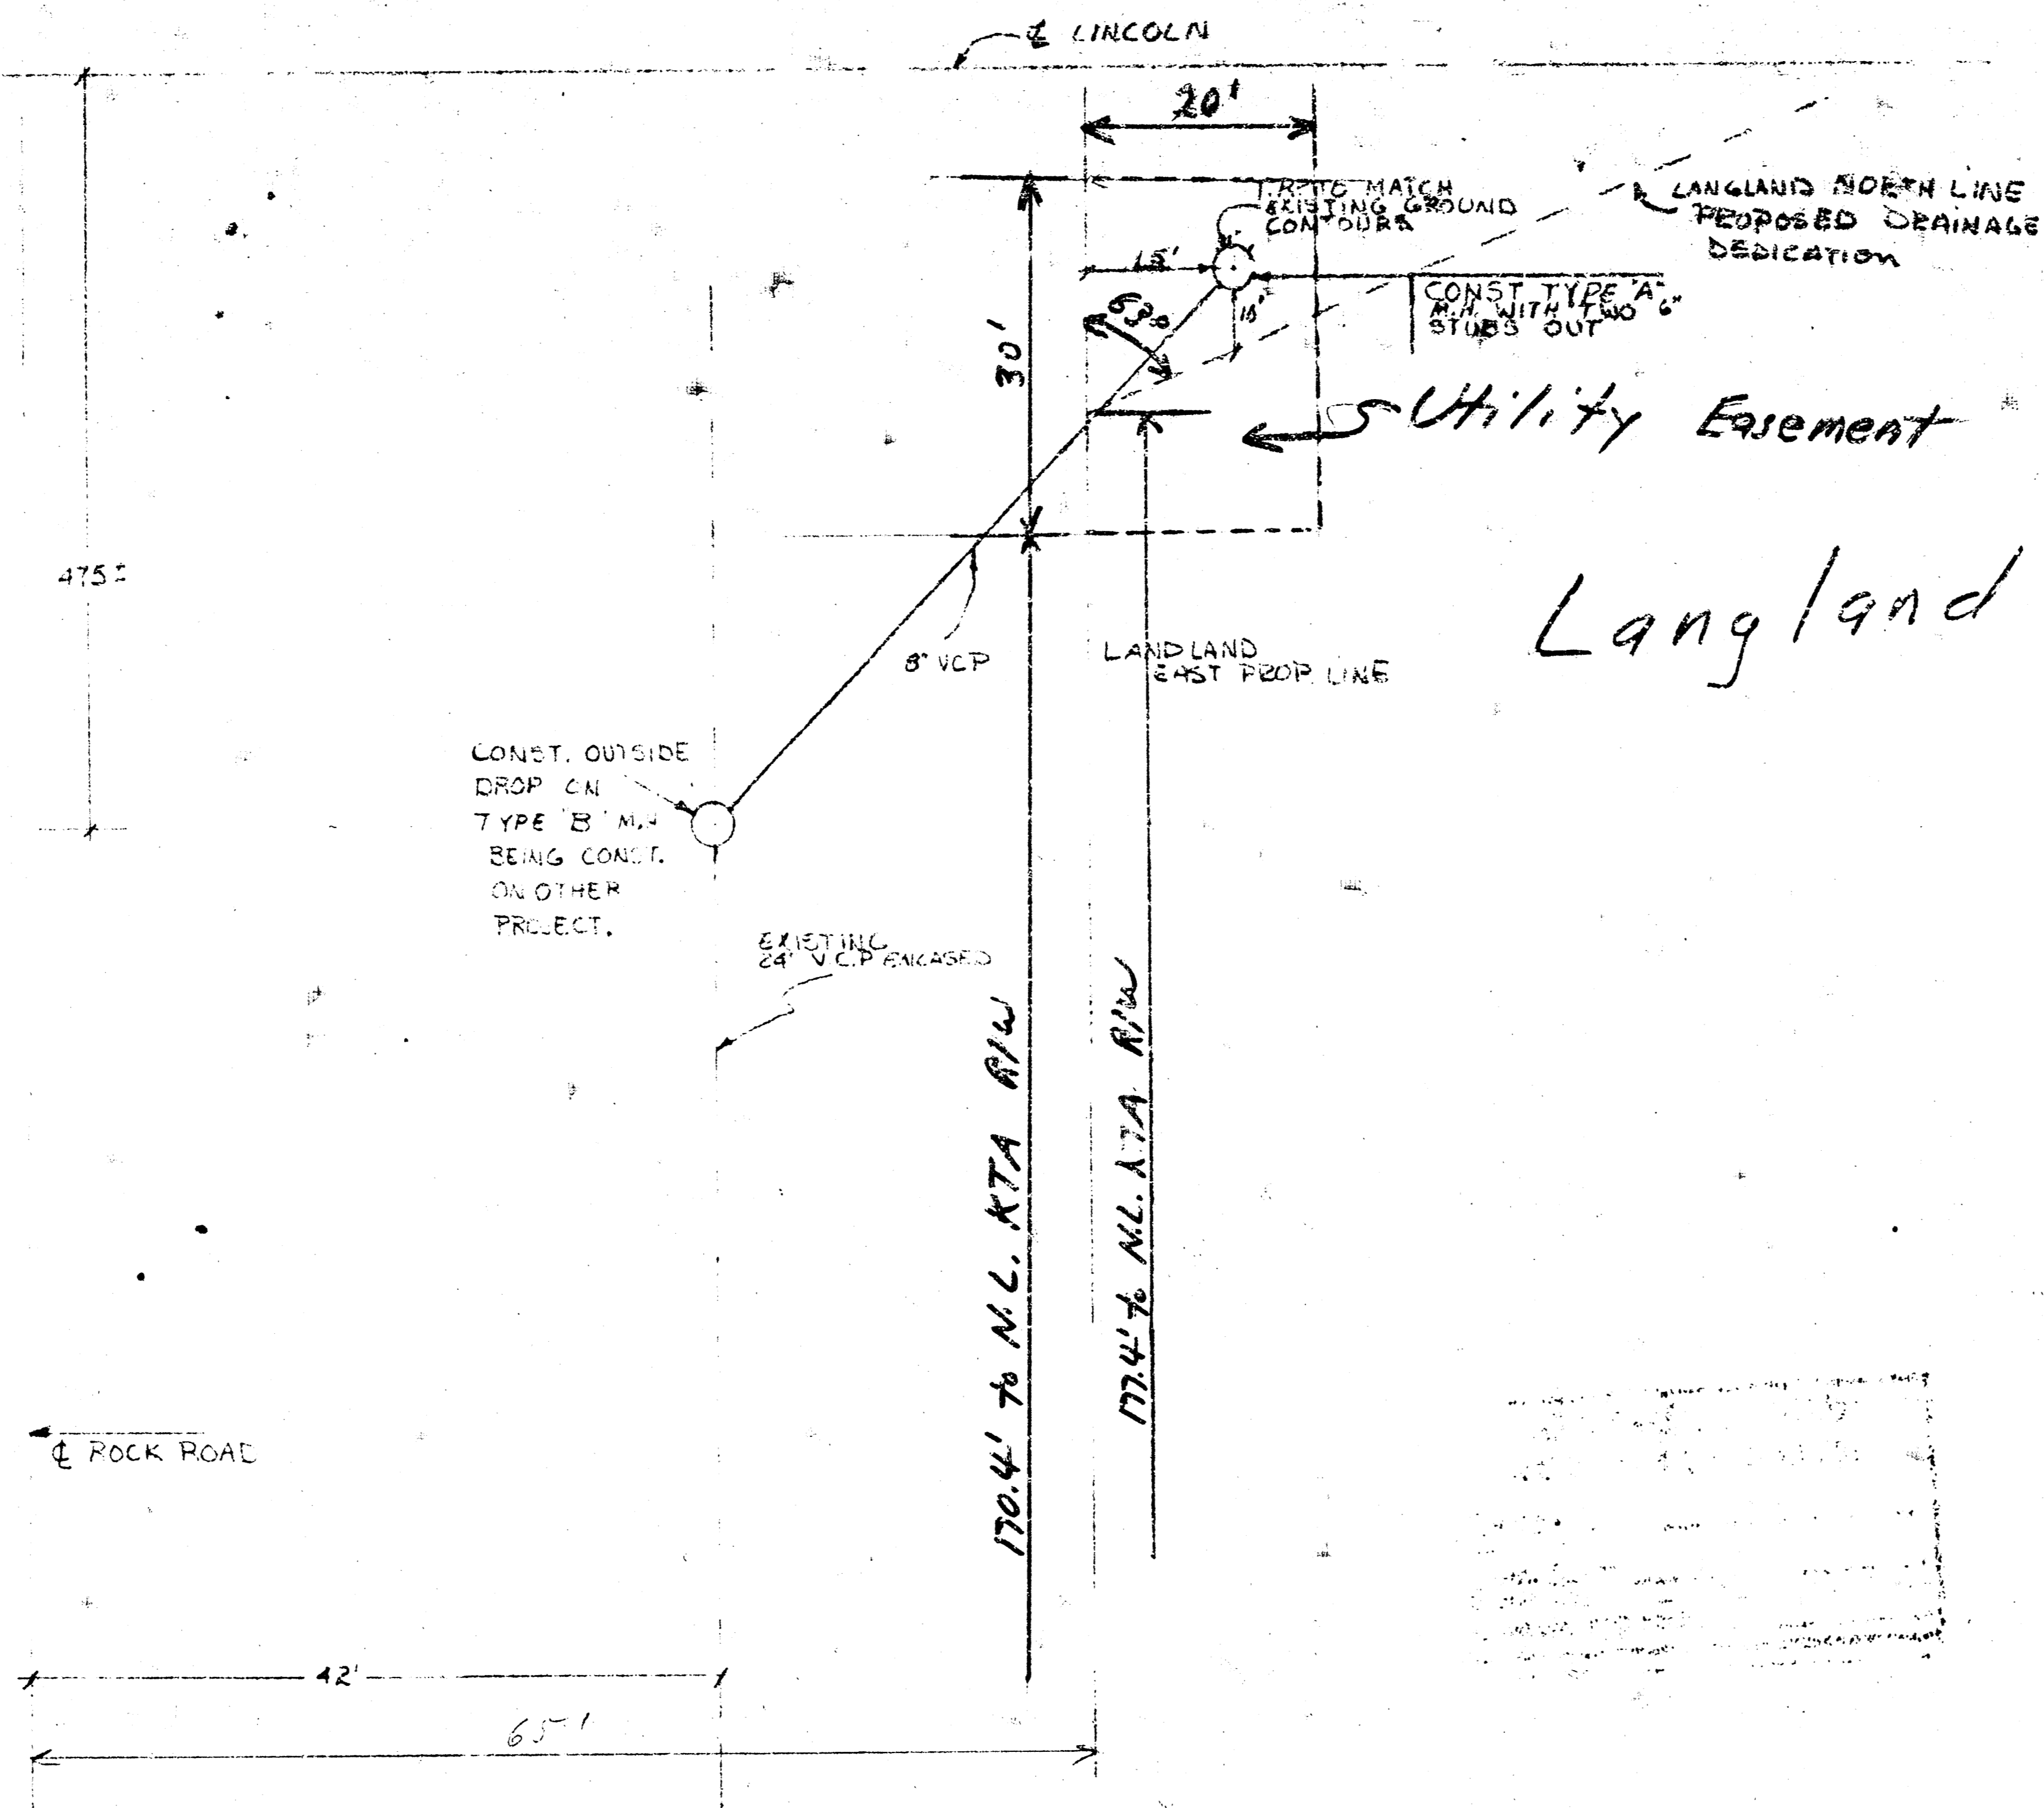 ℄ LINCOLN
20'
T.R. TO MATCH
EXISTING GROUND
CONTOURS
LANGLAND NORTH LINE
PROPOSED DRAINAGE
DEDICATION
15'
63°
CONST. TYPE "A"
M.H. WITH TWO 6"
STUBS OUT
30'
Utility Easement
475±
Langland
8" VCP
LANDLAND
EAST PROP. LINE
CONST. OUTSIDE
DROP ON
TYPE 'B' M.H
BEING CONST.
ON OTHER
PROJECT.
EXISTING
24" V.C.P ENCASED
170.4' to N.L. KTA R/W
177.4' to N.L. KTA R/W
℄ ROCK ROAD
42'
65'